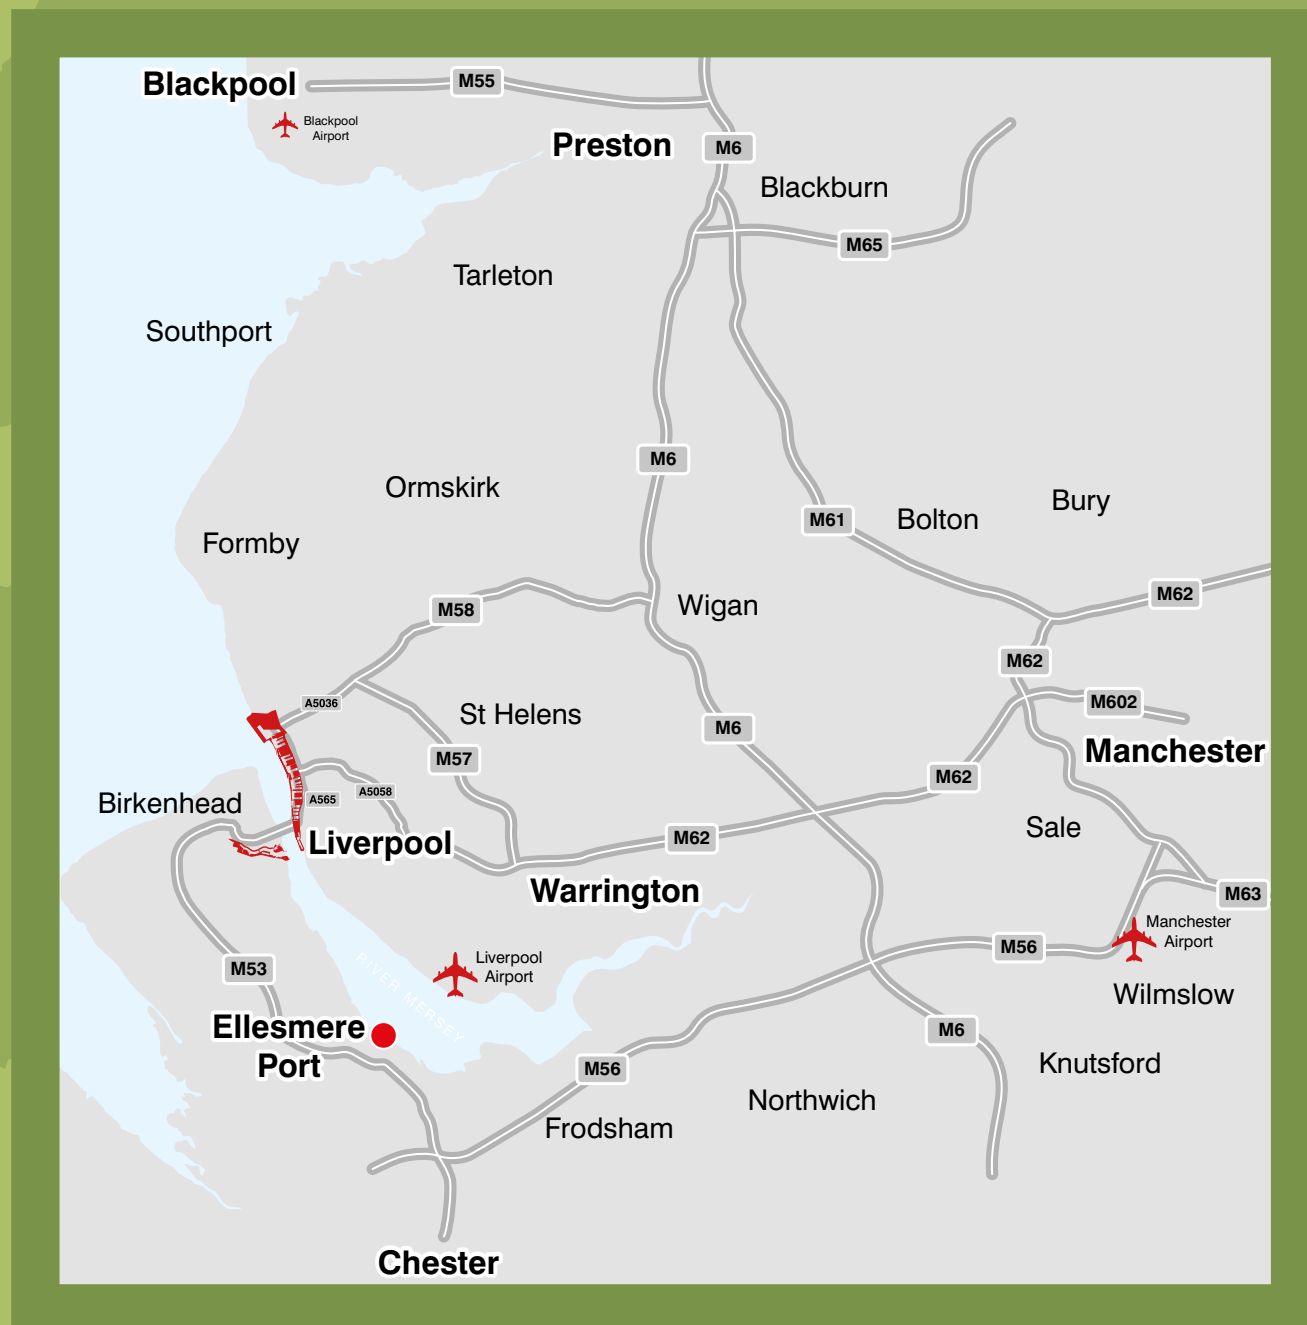 Blackpool
M55
Blackpool
Airport
Preston
M6
Blackburn
M65
Tarleton
Southport
M6
Ormskirk
Bury
M61
Bolton
Formby
M62
Wigan
M58
M62
A5036
M602
St Helens
M6
Manchester
M57
M62
A5058
A565
Birkenhead
Sale
M62
Liverpool
Warrington
M63
Manchester
Airport
M56
Liverpool
Airport
M53
RIVER MERSEY
Wilmslow
Ellesmere
Port
M6
Knutsford
M56
Northwich
Frodsham
Chester